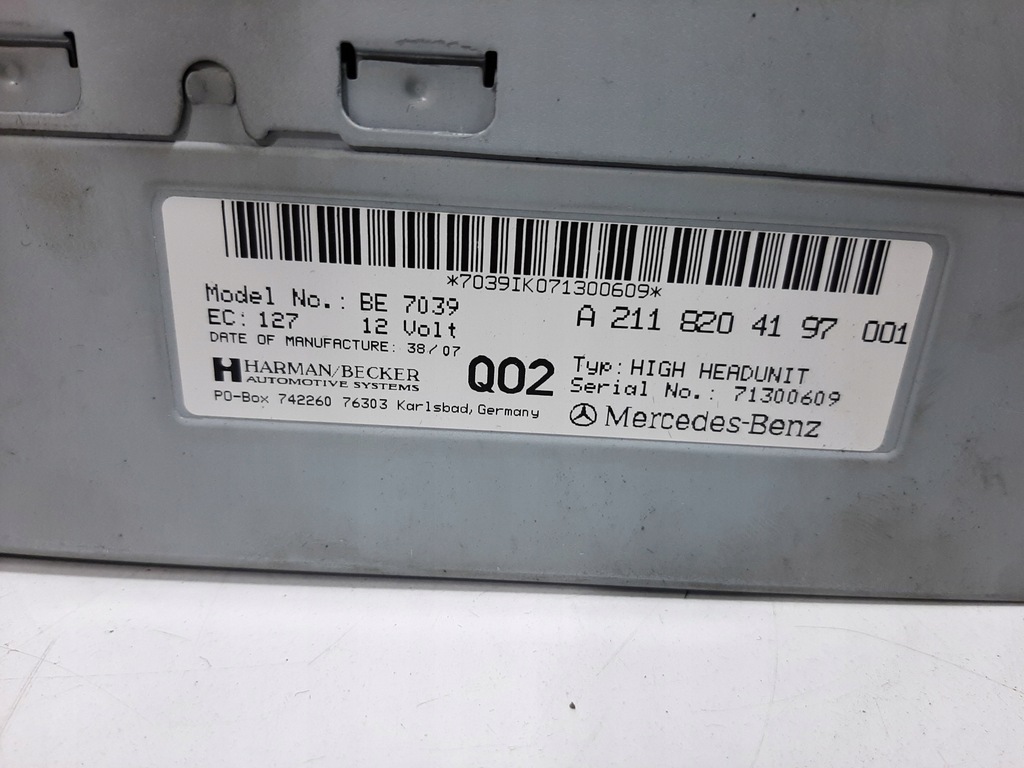 *7039IK071300609*
Model No.: BE 7039
EC: 127 12 Volt
DATE OF MANUFACTURE: 38/07
HARMAN/BECKER
AUTOMOTIVE SYSTEMS
PO-Box 742260 76303 Karlsbad, Germany
Q02
A 211 820 41 97 001
Typ: HIGH HEADUNIT
Serial No.: 71300609
Mercedes-Benz